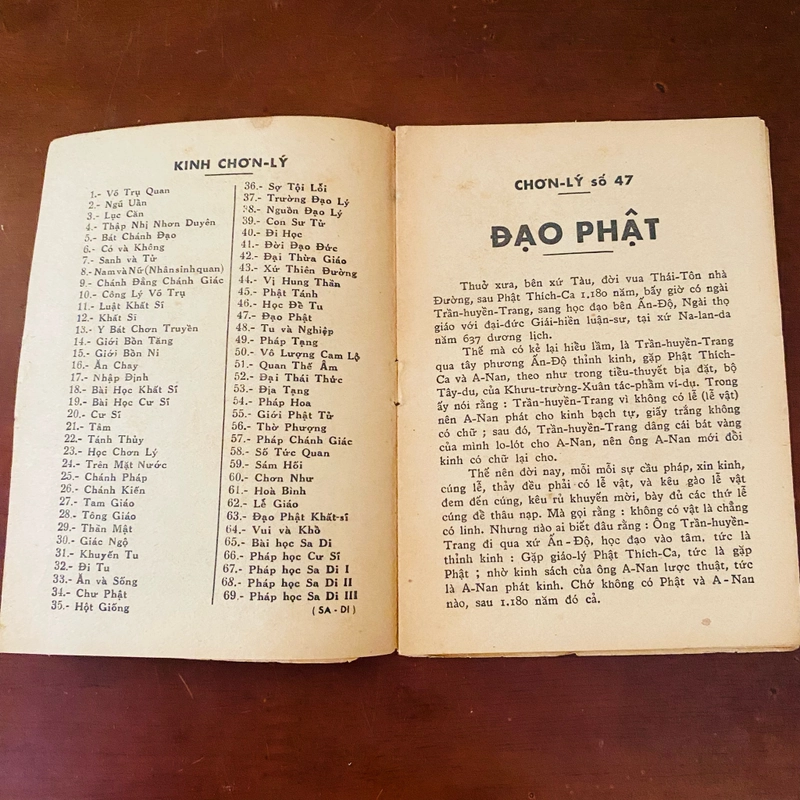 KINH CHƠN-LÝ
1.- Võ Trụ Quan
2.- Ngũ Uẩn
3.- Lục Căn
4.- Thập Nhị Nhơn Duyên
5.- Bát Chánh Đạo
6.- Có và Không
7.- Sanh và Tử
8.- Nam và Nữ (Nhân sinh quan)
9.- Chánh Đẳng Chánh Giác
10.- Công Lý Võ Trụ
11.- Luật Khất Sĩ
12.- Khất Sĩ
13.- Y Bát Chơn Truyền
14.- Giới Bổn Tăng
15.- Giới Bổn Ni
16.- Ăn Chay
17.- Nhập Định
18.- Bài Học Khất Sĩ
19.- Bài Học Cư Sĩ
20.- Cư Sĩ
21.- Tâm
22.- Tánh Thủy
23.- Học Chơn Lý
24.- Trên Mặt Nước
25.- Chánh Pháp
26.- Chánh Kiến
27.- Tam Giáo
28.- Tông Giáo
29.- Thần Mật
30.- Giác Ngộ
31.- Khuyến Tu
32.- Đi Tu
33.- Ăn và Sống
34.- Chư Phật
35.- Hột Giống
36.- Sợ Tội Lỗi
37.- Trường Đạo Lý
38.- Nguồn Đạo Lý
39.- Con Sư Tử
40.- Đi Học
41.- Đời Đạo Đức
42.- Đại Thừa Giáo
43.- Xứ Thiên Đường
44.- Vị Hung Thần
45.- Phật Tánh
46.- Học Để Tu
47.- Đạo Phật
48.- Tu và Nghiệp
49.- Pháp Tạng
50.- Vô Lượng Cam Lộ
51.- Quan Thế Âm
52.- Đại Thái Thức
53.- Địa Tạng
54.- Pháp Hoa
55.- Giới Phật Tử
56.- Thờ Phượng
57.- Pháp Chánh Giác
58.- Số Tức Quan
59.- Sám Hối
60.- Chơn Như
61.- Hoà Bình
62.- Lễ Giáo
63.- Đạo Phật Khất-sĩ
64.- Vui và Khổ
65.- Bài học Sa Di
66.- Pháp học Cư Sĩ
67.- Pháp học Sa Di I
68.- Pháp học Sa Di II
69.- Pháp học Sa Di III
(SA - DI)
CHƠN-LÝ số 47
ĐẠO PHẬT
Thuở xưa, bên xứ Tàu, đời vua Thái-Tôn nhà
Đường, sau Phật Thích-Ca 1.180 năm, bấy giờ có ngài
Trần-huyền-Trang, sang học đạo bên Ấn-Độ, Ngài thọ
giáo với đại-đức Giái-hiền luận-sư, tại xứ Na-lan-da
năm 637 dương lịch.
Thế mà có kẻ lại hiểu lầm, là Trần-huyền-Trang
qua tây phương Ấn-Độ thỉnh kinh, gặp Phật Thích-
Ca và A-Nan, theo như trong tiểu-thuyết bịa đặt, bộ
Tây-du, của Khưu-trường-Xuân tác-phẩm ví-dụ. Trong
ấy nói rằng : Trần-huyền-Trang vì không có lễ (lễ vật)
nên A-Nan phát cho kinh bạch tự, giấy trắng không
có chữ ; sau đó, Trần-huyền-Trang dâng cái bát vàng
của mình lo-lót cho A-Nan, nên ông A-Nan mới đổi
kinh có chữ lại cho.
Thế nên đời nay, mỗi mỗi sự cầu pháp, xin kinh,
cúng lễ, thảy đều phải có lễ vật, và kêu gào lễ vật
đem đến cúng, kêu rủ khuyến mời, bày đủ các thứ lễ
cúng để thâu nạp. Mà gọi rằng : không có vật là chẳng
có linh. Nhưng nào ai biết đâu rằng : Ông Trần-huyền-
Trang đi qua xứ Ấn-Độ, học đạo vào tâm, tức là
thỉnh kinh : Gặp giáo-lý Phật Thích-Ca, tức là gặp
Phật ; nhờ kinh sách của ông A-Nan lược thuật, tức
là A-Nan phát kinh. Chớ không có Phật và A-Nan
nào, sau 1.180 năm đó cả.